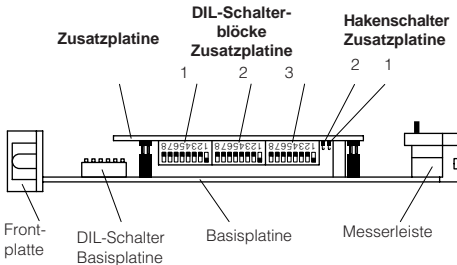 Zusatzplatine
DIL-Schalter-
blöcke
Zusatzplatine
Hakenschalter
Zusatzplatine
1 2 3 2 1
12345678 12345678 12345678
Front-
platte
DIL-Schalter
Basisplatine
Basisplatine
Messerleiste